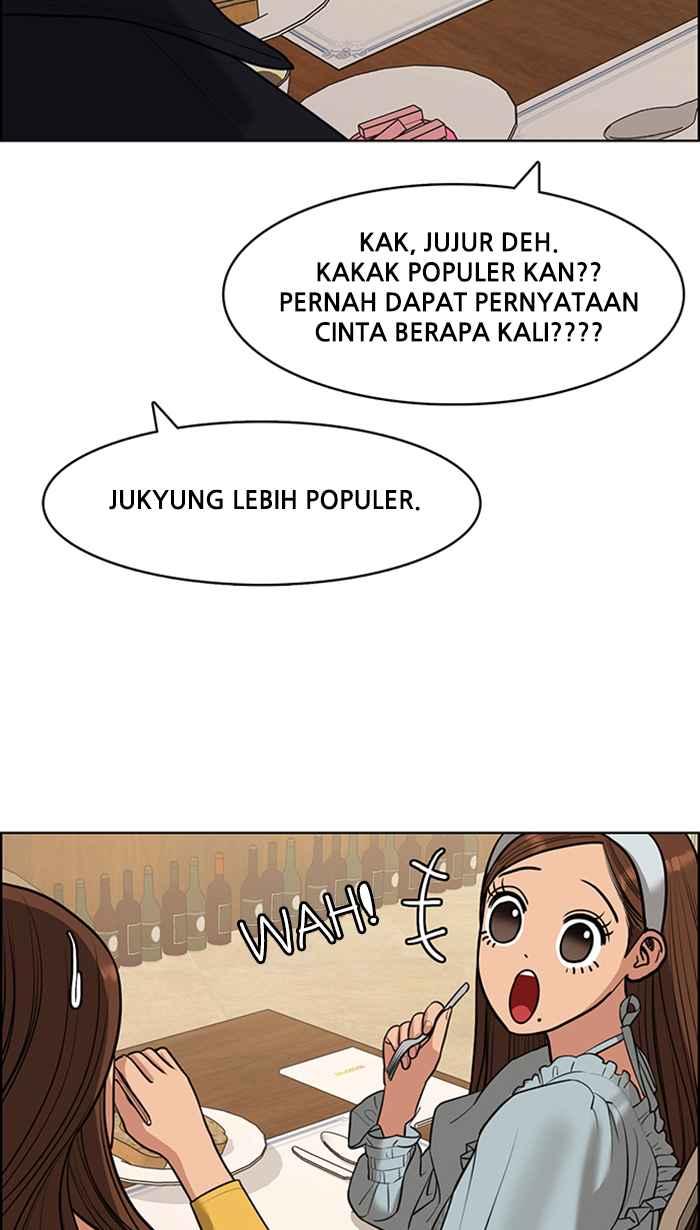 KAK, JUJUR DEH.
KAKAK POPULER KAN??
PERNAH DAPAT PERNYATAAN
CINTA BERAPA KALI????
JUKYUNG LEBIH POPULER.
WAH!